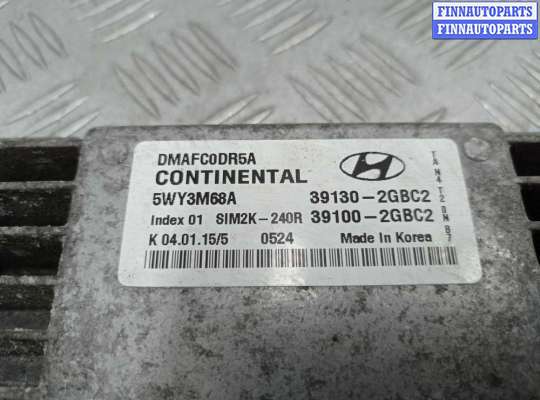 FINNAUTOPARTS
FINNAUTOPARTS
DMAFC0DR5A
CONTINENTAL
5WY3M68A 39130-2GBC2
Index 01 SIM2K-240R 39100-2GBC2
K 04.01.15/5 0524 Made In Korea